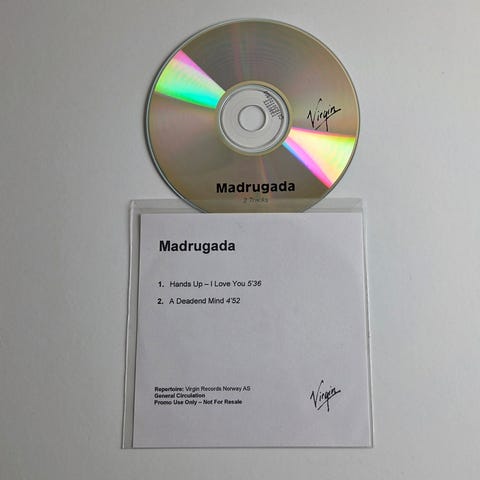 Virgin
Madrugada
2 Tracks
Madrugada
1. Hands Up – I Love You 5'36
2. A Deadend Mind 4'52
Repertoire: Virgin Records Norway AS
General Circulation
Promo Use Only – Not For Resale
Virgin